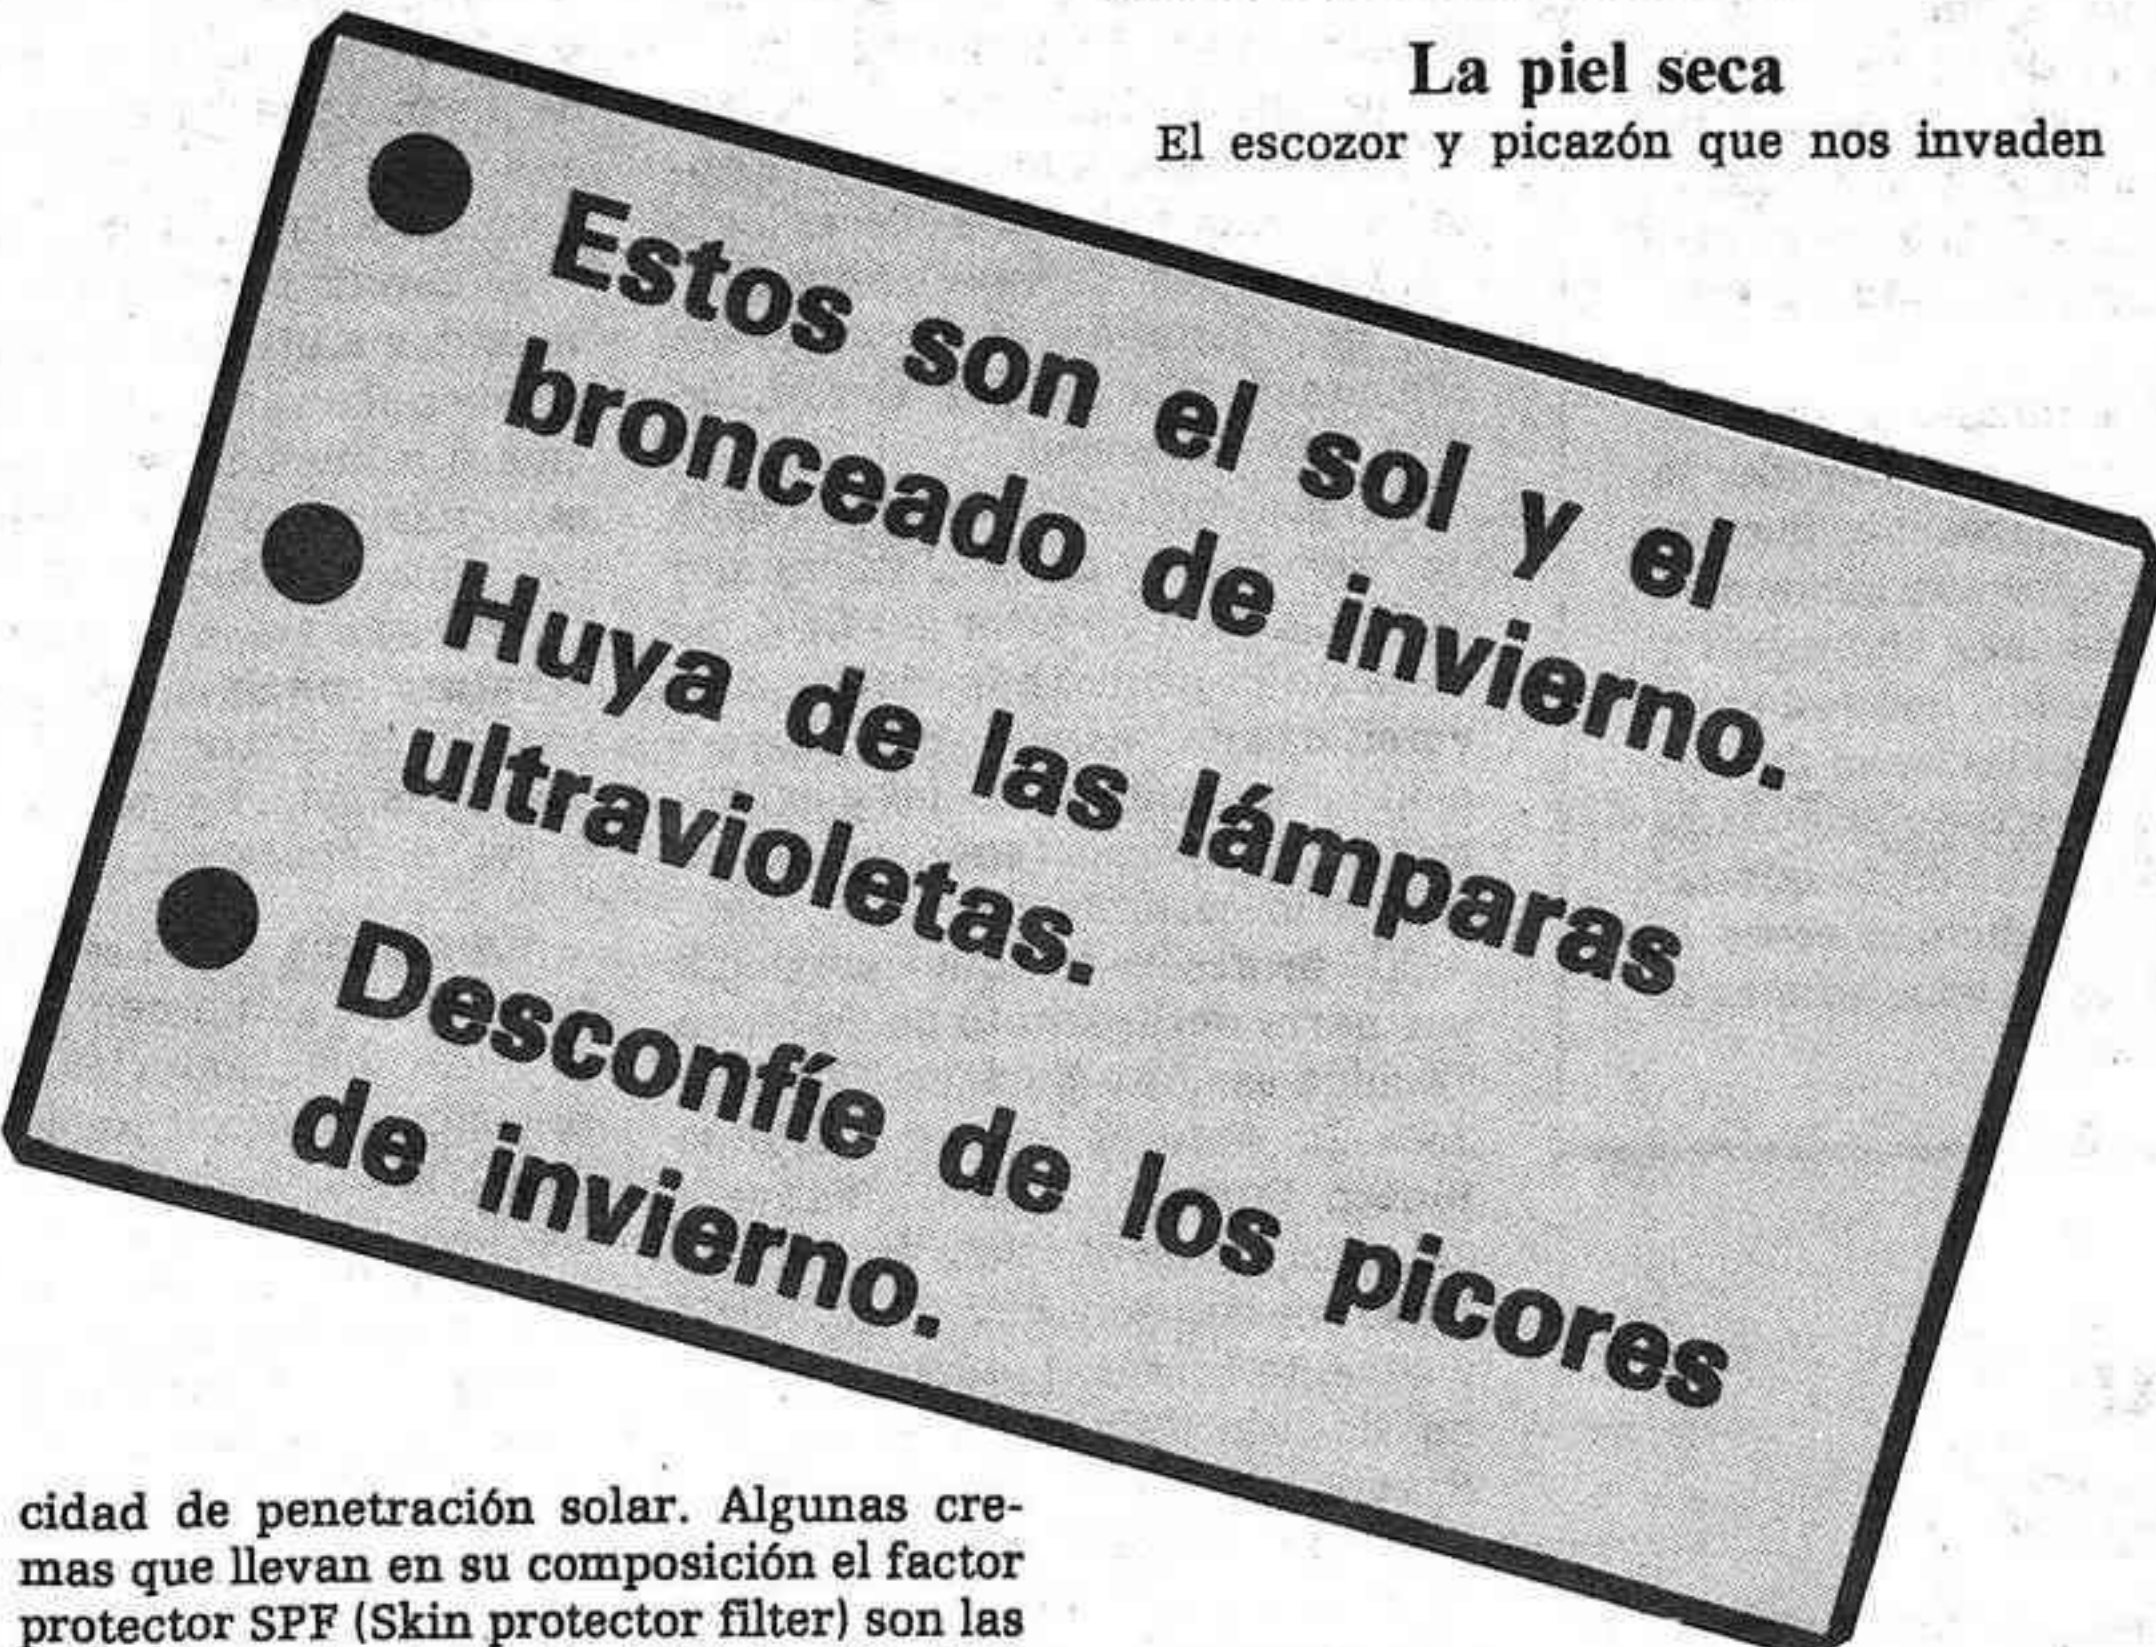 La piel seca
El escozor y picazón que nos invaden
● Estos son el sol y el
bronceado de invierno.
● Huya de las lámparas
ultravioletas.
● Desconfíe de los picores
de invierno.
cidad de penetración solar. Algunas cre-
mas que llevan en su composición el factor
protector SPF (Skin protector filter) son las